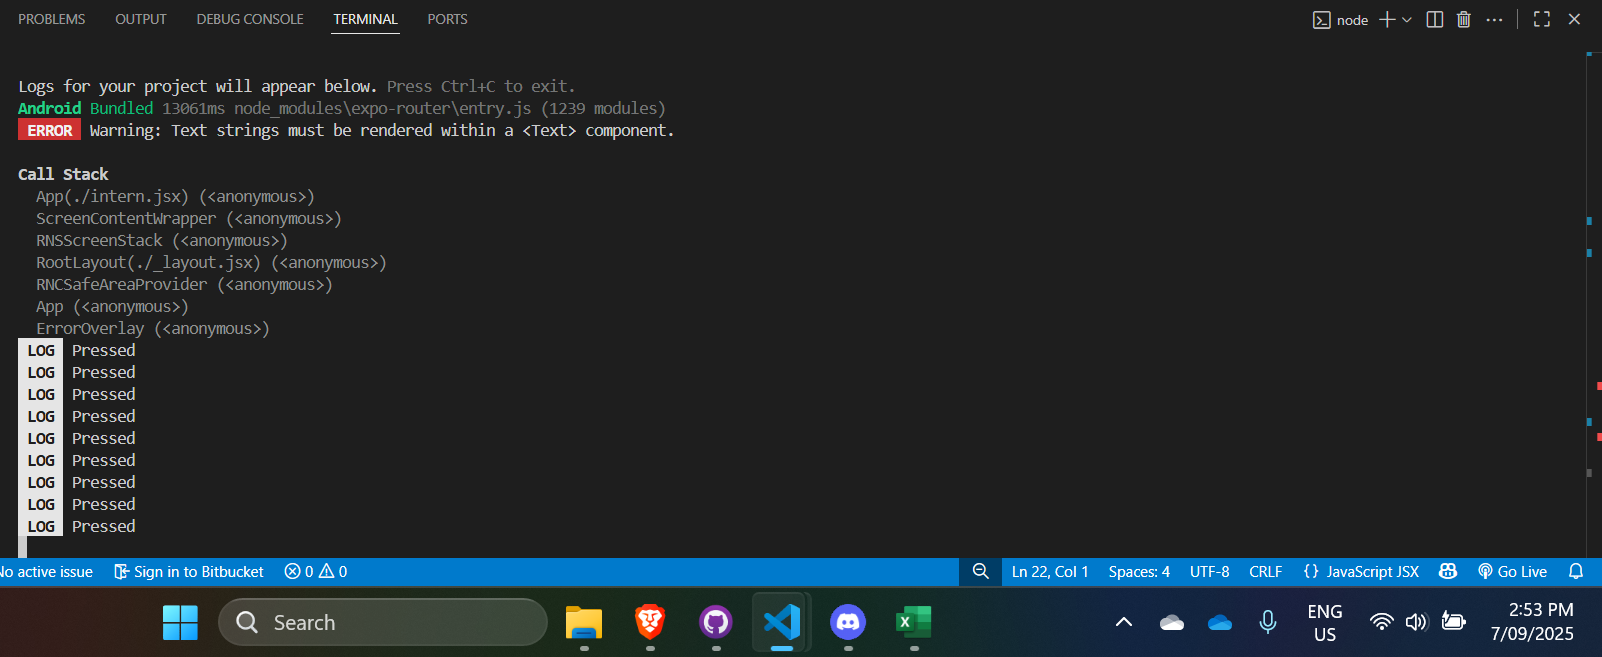 PROBLEMS OUTPUT DEBUG CONSOLE TERMINAL PORTS node
Logs for your project will appear below. Press Ctrl+C to exit.
Android Bundled 13061ms node_modules\expo-router\entry.js (1239 modules)
ERROR Warning: Text strings must be rendered within a <Text> component.
Call Stack
App(./intern.jsx) (<anonymous>)
ScreenContentWrapper (<anonymous>)
RNSScreenStack (<anonymous>)
RootLayout(./_layout.jsx) (<anonymous>)
RNCSafeAreaProvider (<anonymous>)
App (<anonymous>)
ErrorOverlay (<anonymous>)
LOG Pressed
LOG Pressed
LOG Pressed
LOG Pressed
LOG Pressed
LOG Pressed
LOG Pressed
LOG Pressed
LOG Pressed
No active issue Sign in to Bitbucket 0 0 Ln 22, Col 1 Spaces: 4 UTF-8 CRLF {} JavaScript JSX Go Live
Search
ENG
US
2:53 PM
7/09/2025